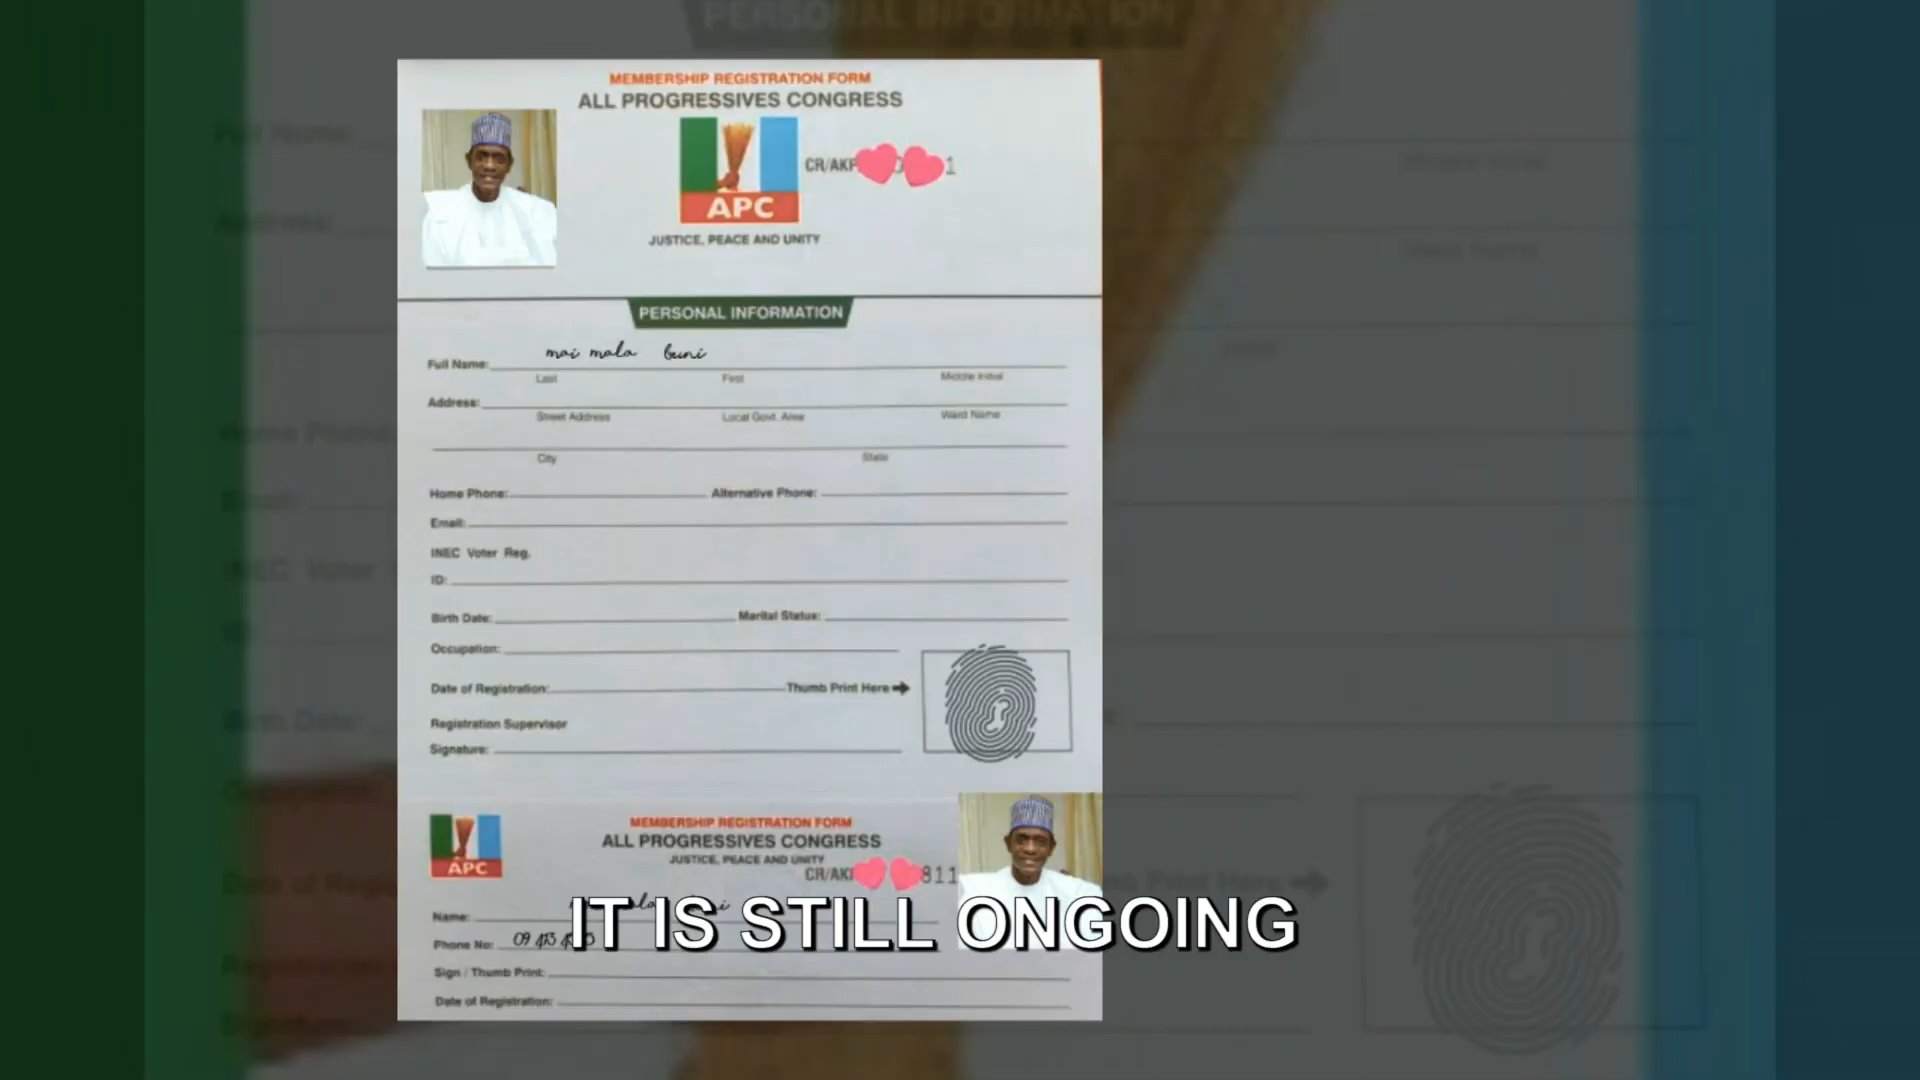 PERSONAL INFORMATION
MEMBERSHIP REGISTRATION FORM
ALL PROGRESSIVES CONGRESS
CR/AKP 1
APC
JUSTICE, PEACE AND UNITY
PERSONAL INFORMATION
Full Name: mai mala buni
Last First Middle Initial
Address:
Street Address Local Govt. Area Ward Name
City State
Home Phone: Alternative Phone:
Email:
INEC Voter Reg.
ID:
Birth Date: Marital Status:
Occupation:
Date of Registration: Thumb Print Here
Registration Supervisor
Signature:
APC
MEMBERSHIP REGISTRATION FORM
ALL PROGRESSIVES CONGRESS
JUSTICE, PEACE AND UNITY
811
IT IS STILL ONGOING
Name:
Phone No:
Sign / Thumb Print:
Date of Registration: